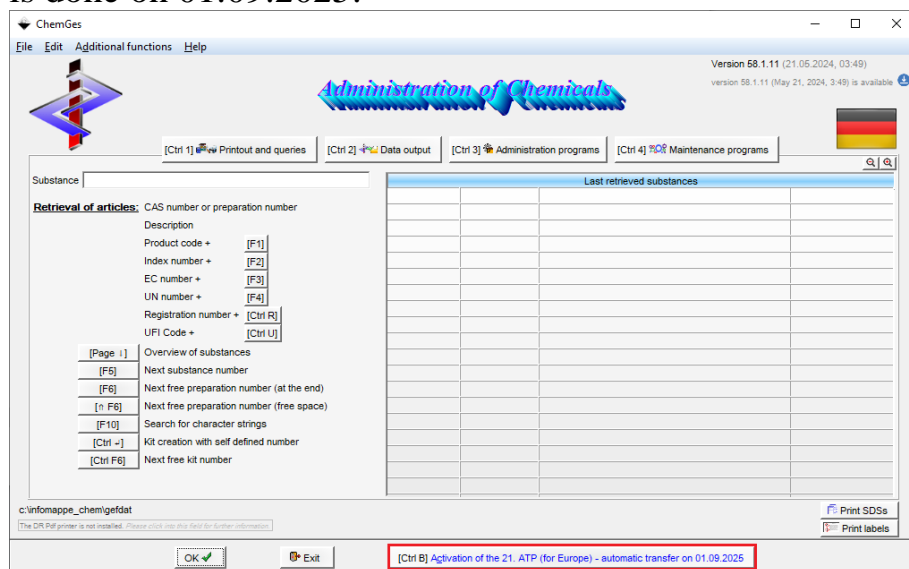 is done on 01.09.2025.
ChemGes
File Edit Additional functions Help
Version 58.1.11 (21.05.2024, 03:49)
version 58.1.11 (May 21, 2024, 3:49) is available
Administration of Chemicals
[Ctrl 1] Printout and queries [Ctrl 2] Data output [Ctrl 3] Administration programs [Ctrl 4] Maintenance programs
Substance
Last retrieved substances
Retrieval of articles: CAS number or preparation number
Description
Product code + [F1]
Index number + [F2]
EC number + [F3]
UN number + [F4]
Registration number + [Ctrl R]
UFI Code + [Ctrl U]
[Page ↓] Overview of substances
[F5] Next substance number
[F6] Next free preparation number (at the end)
[⇑ F6] Next free preparation number (free space)
[F10] Search for character strings
[Ctrl ↵] Kit creation with self defined number
[Ctrl F6] Next free kit number
c:\infomappe_chem\gefdat
Print SDSs
The DR Pdf printer is not installed. Please click into this field for further information.
Print labels
OK Exit [Ctrl B] Activation of the 21. ATP (for Europe) - automatic transfer on 01.09.2025